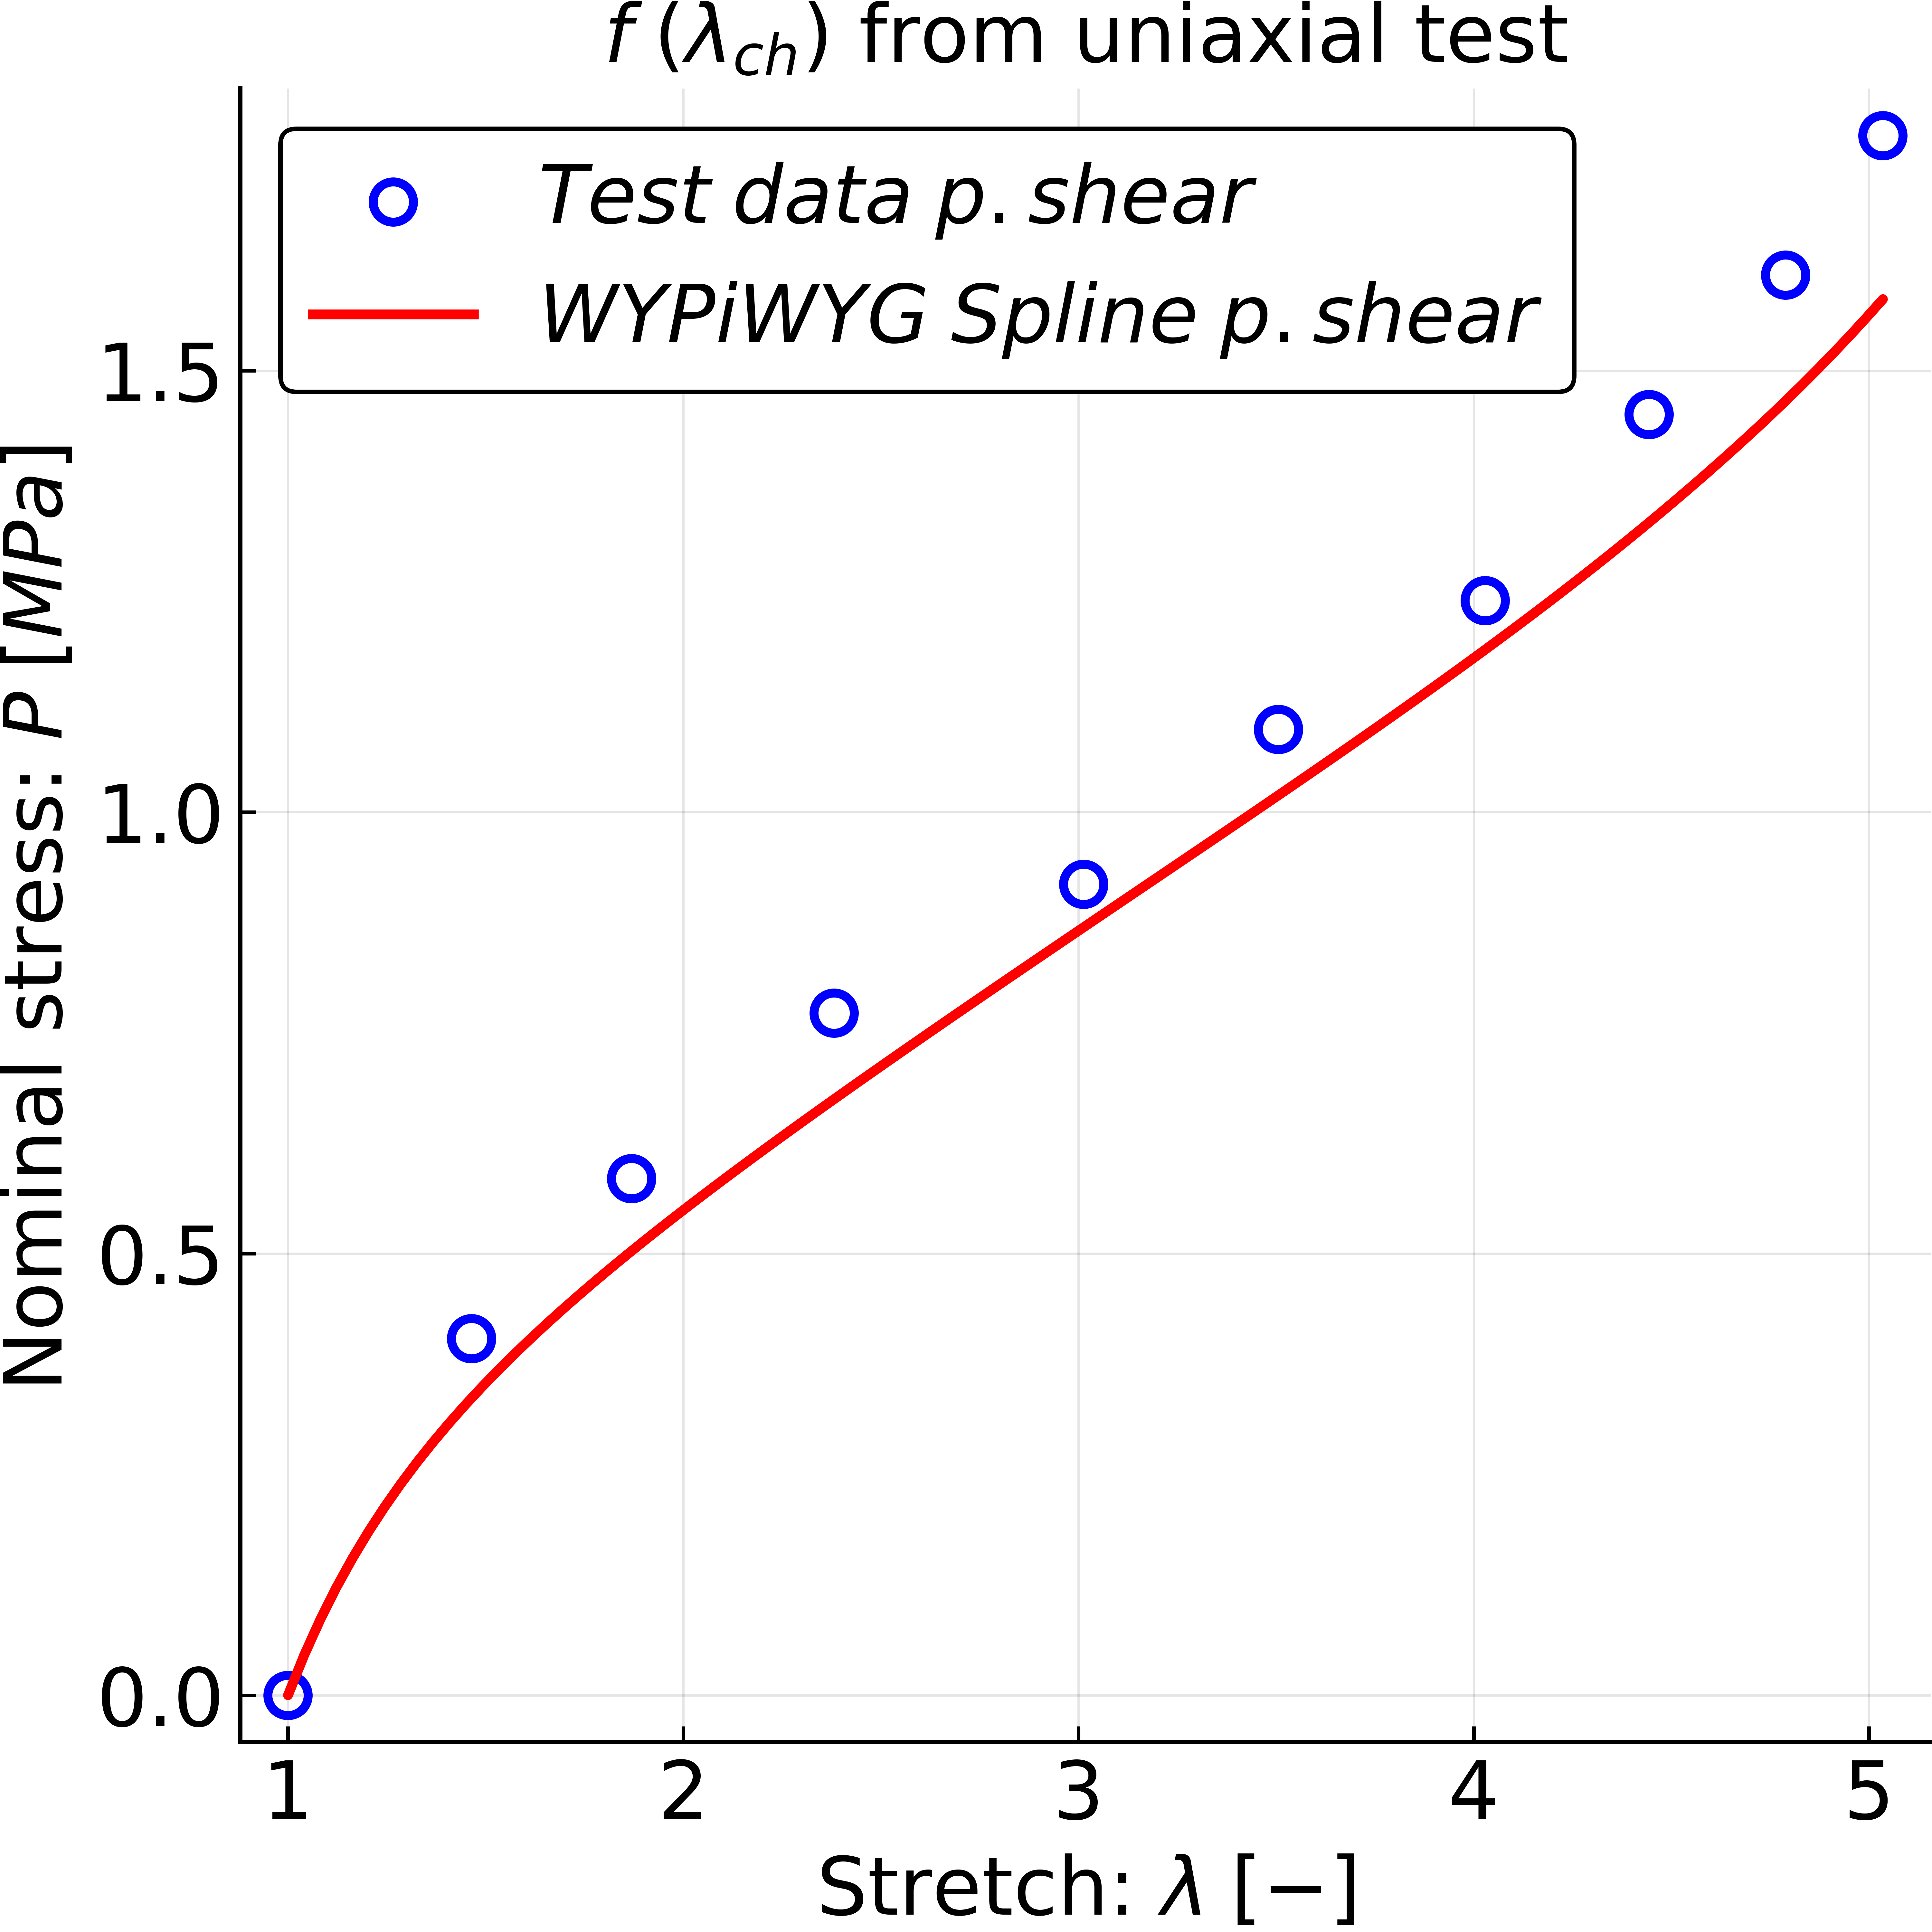 f (λch) from uniaxial test
Test data p. shear
WYPiWYG Spline p. shear
Nominal stress: P [MPa]
1.5
1.0
0.5
0.0
1 2 3 4 5
Stretch: λ [−]